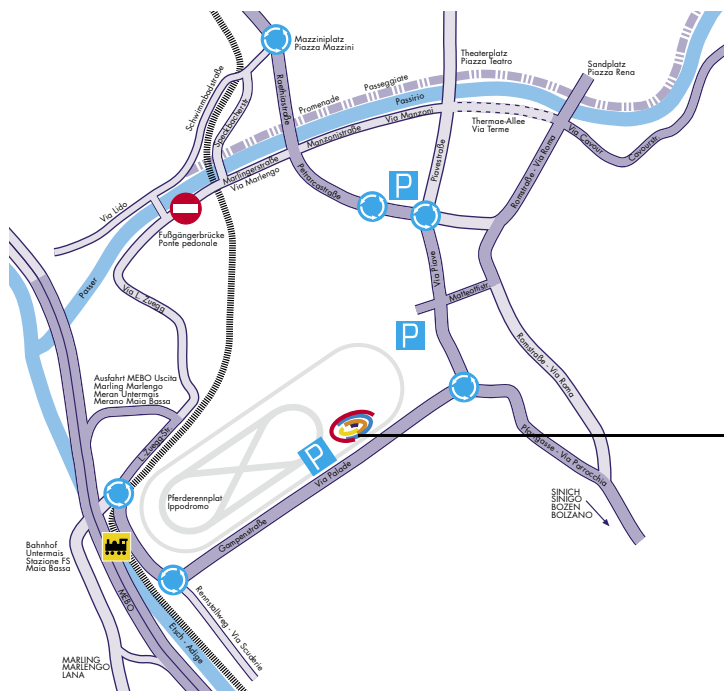 Mazziniplatz
Piazza Mazzini
Theaterplatz
Piazza Teatro
Sandplatz
Piazza Rena
Schwimmbadstraße
Speckbacherstr.
Raethiastraße
Promenade
Passeggiate
Passirio
Via Manzoni
Manzonistraße
Thermae-Allee
Via Terme
Via Cavour
Cavourstr.
Marlingerstraße
Via Marlengo
Petrarcastraße
P
Piavestraße
Romstraße - Via Roma
Via Lido
Fußgängerbrücke
Ponte pedonale
Passer
Via L. Zuegg
Via Piave
Matteottistr.
P
Romstraße - Via Roma
Ausfahrt MEBO Uscita
Marling Marlengo
Meran Untermais
Merano Maia Bassa
L.-Zuegg-Str.
P
Via Palade
Pfarrgasse - Via Parrocchia
Pferderennplat
Ippodromo
SINICH
SINIGO
BOZEN
BOLZANO
Gampenstraße
Bahnhof
Untermais
Stazione FS
Maia Bassa
MEBO
Rennstallweg - Via Scuderie
Etsch - Adige
MARLING
MARLENGO
LANA